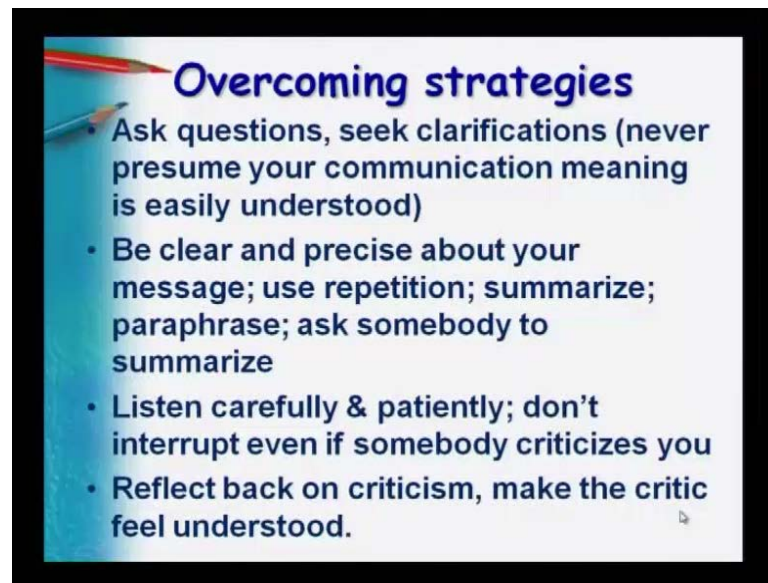 Overcoming strategies
• Ask questions, seek clarifications (never
presume your communication meaning
is easily understood)
• Be clear and precise about your
message; use repetition; summarize;
paraphrase; ask somebody to
summarize
• Listen carefully & patiently; don't
interrupt even if somebody criticizes you
• Reflect back on criticism, make the critic
feel understood.